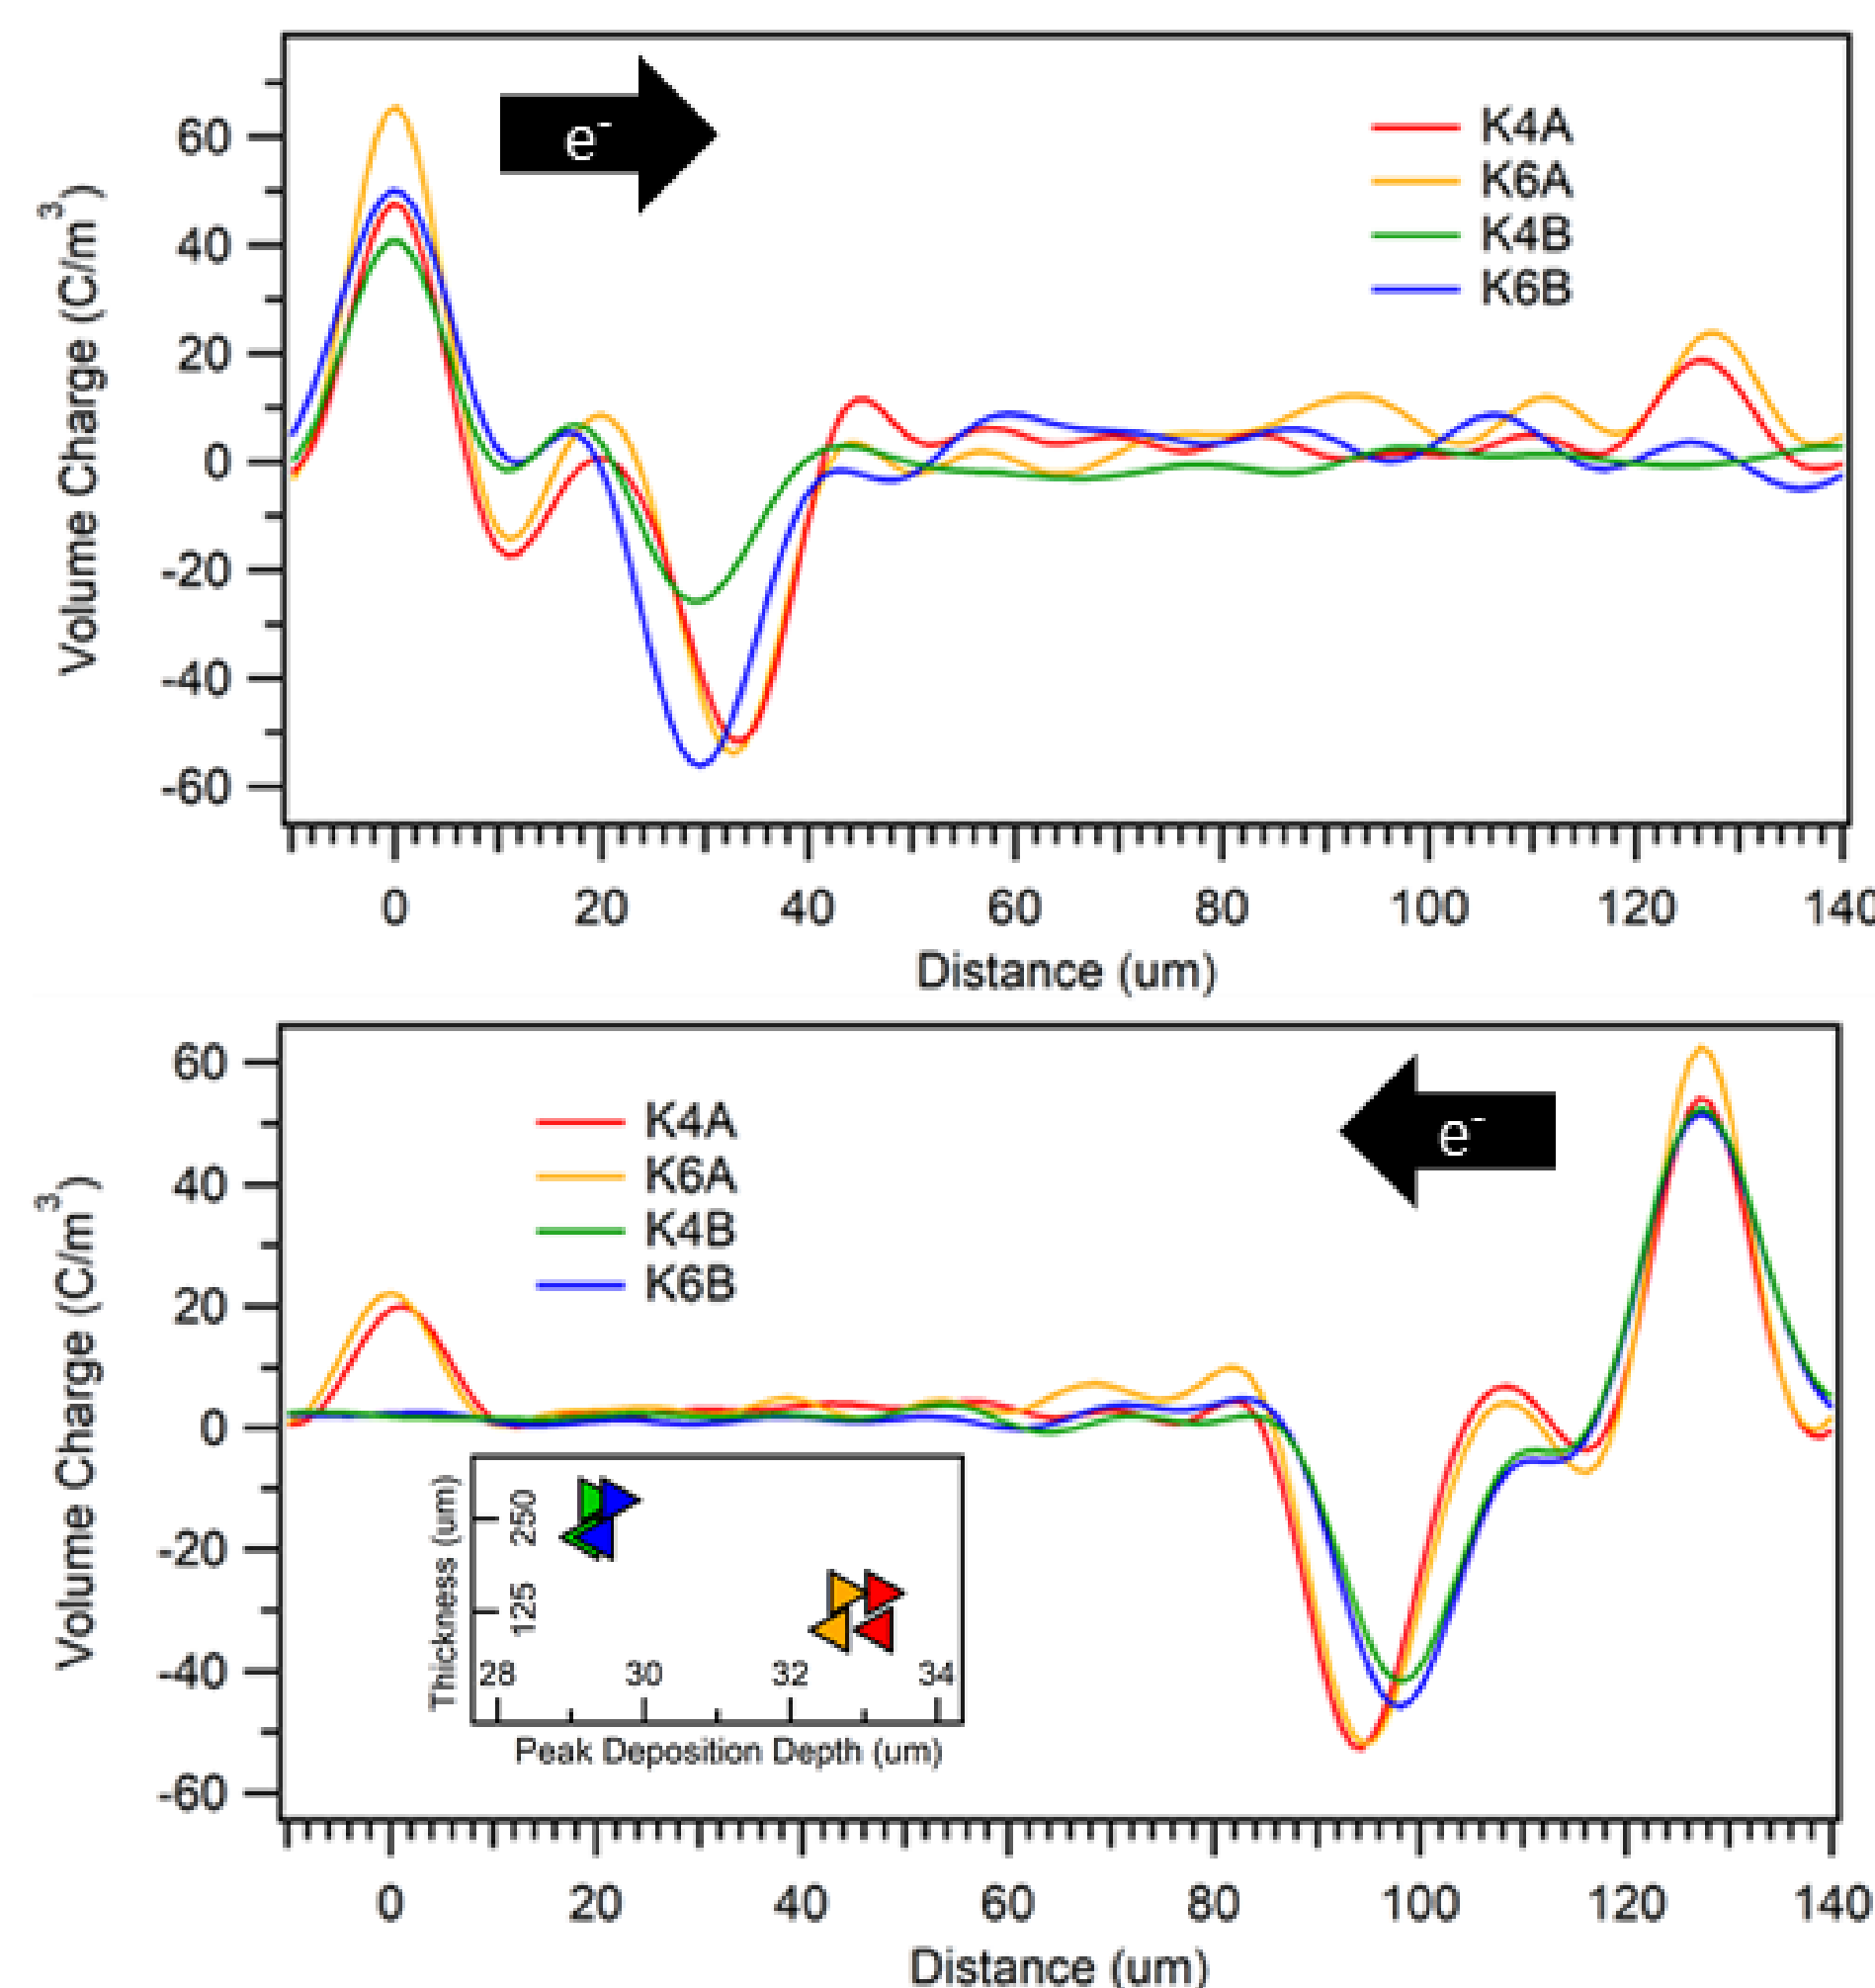 e-
K4A
K6A
K4B
K6B
Volume Charge (C/m3)
60
40
20
0
-20
-40
-60
0 20 40 60 80 100 120 140
Distance (um)
e-
K4A
K6A
K4B
K6B
Volume Charge (C/m3)
60
40
20
0
-20
-40
-60
Thickness (um)
250
125
28 30 32 34
Peak Deposition Depth (um)
0 20 40 60 80 100 120 140
Distance (um)